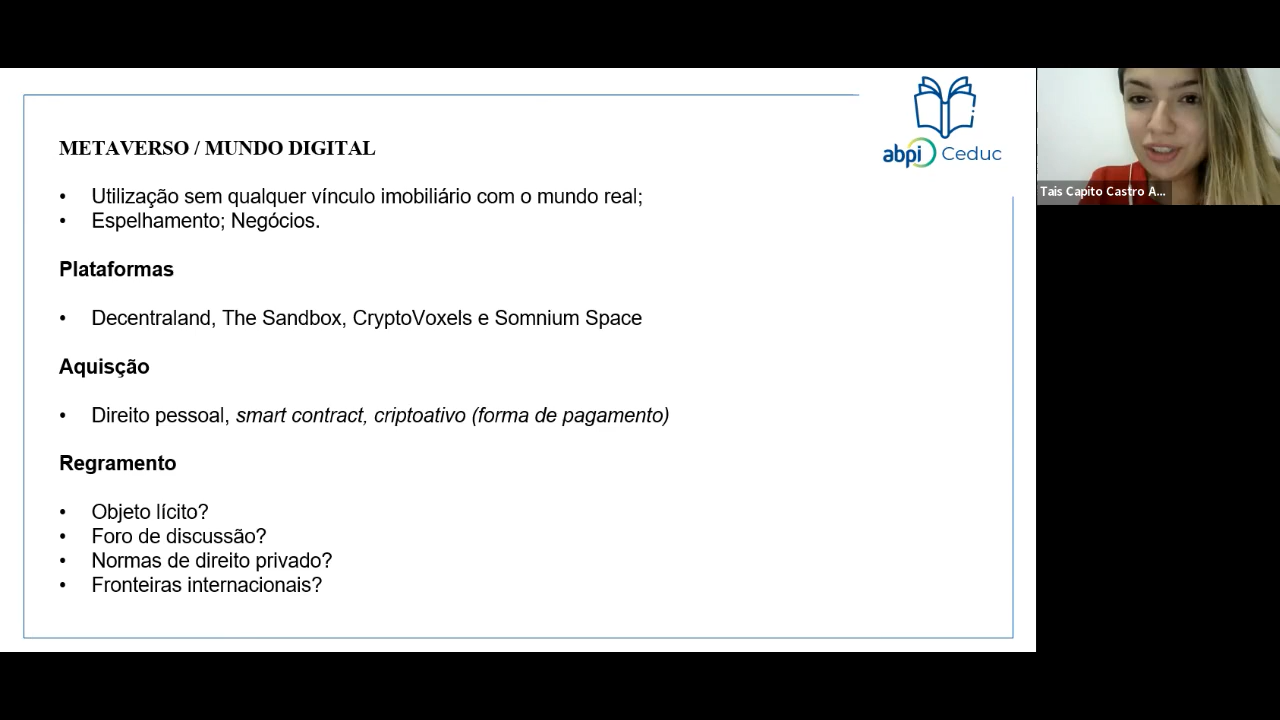 abpi Ceduc
METAVERSO / MUNDO DIGITAL
• Utilização sem qualquer vínculo imobiliário com o mundo real;
• Espelhamento; Negócios.
Plataformas
• Decentraland, The Sandbox, CryptoVoxels e Somnium Space
Aquisção
• Direito pessoal, smart contract, criptoativo (forma de pagamento)
Regramento
• Objeto lícito?
• Foro de discussão?
• Normas de direito privado?
• Fronteiras internacionais?
Tais Capito Castro A...